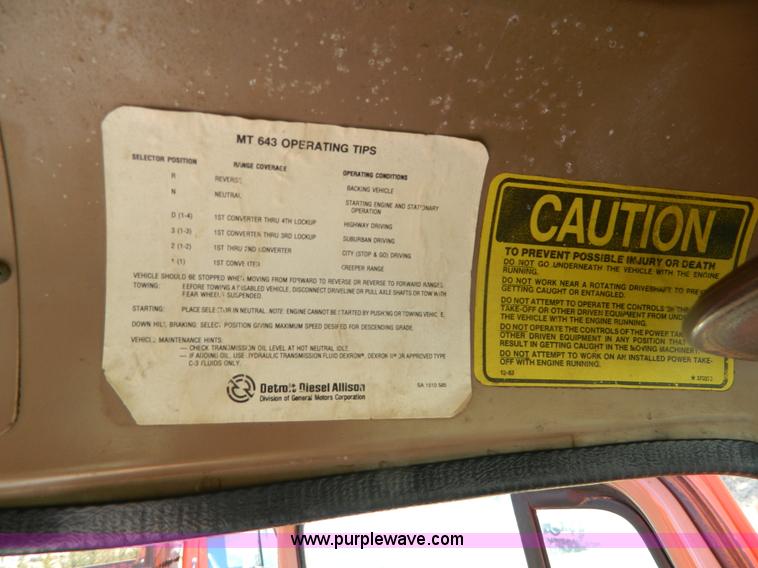 MT 643 OPERATING TIPS
SELECTOR POSITION RANGE COVERAGE OPERATING CONDITIONS
R REVERSE BACKING VEHICLE
N NEUTRAL STARTING ENGINE AND STATIONARY
OPERATION
D (1-4) 1ST CONVERTER THRU 4TH LOCKUP HIGHWAY DRIVING
3 (1-3) 1ST CONVERTER THRU 3RD LOCKUP SUBURBAN DRIVING
2 (1-2) 1ST THRU 2ND CONVERTER CITY (STOP & GO) DRIVING
1 (1) 1ST CONVERTER CREEPER RANGE
VEHICLE SHOULD BE STOPPED WHEN MOVING FROM FORWARD TO REVERSE OR REVERSE TO FORWARD RANGES.
TOWING: BEFORE TOWING A DISABLED VEHICLE, DISCONNECT DRIVELINE OR PULL AXLE SHAFTS OR TOW WITH
REAR WHEELS SUSPENDED.
STARTING: PLACE SELECTOR IN NEUTRAL. NOTE: ENGINE CANNOT BE STARTED BY PUSHING OR TOWING VEHICLE.
DOWN HILL BRAKING: SELECT POSITION GIVING MAXIMUM SPEED DESIRED FOR DESCENDING GRADE.
VEHICLE MAINTENANCE HINTS:
— CHECK TRANSMISSION OIL LEVEL AT HOT NEUTRAL IDLE.
— IF ADDING OIL, USE HYDRAULIC TRANSMISSION FLUID DEXRON®, DEXRON II® OR APPROVED TYPE
C-3 FLUIDS ONLY.
Detroit Diesel Allison
Division of General Motors Corporation
SA 1510 585
CAUTION
TO PREVENT POSSIBLE INJURY OR DEATH
DO NOT GO UNDERNEATH THE VEHICLE WITH THE ENGINE
RUNNING.
DO NOT WORK NEAR A ROTATING DRIVESHAFT TO PREVENT
GETTING CAUGHT OR ENTANGLED.
DO NOT ATTEMPT TO OPERATE THE CONTROLS IN THE
TAKE-OFF OR OTHER DRIVEN EQUIPMENT FROM UNDER
THE VEHICLE WITH THE ENGINE RUNNING.
DO NOT OPERATE THE CONTROLS OF THE POWER TAKE
OTHER DRIVEN EQUIPMENT IN ANY POSITION THAT
RESULT IN GETTING CAUGHT IN THE MOVING MACHINERY
DO NOT ATTEMPT TO WORK ON AN INSTALLED POWER TAKE-
OFF WITH ENGINE RUNNING.
12-83
www.purplewave.com